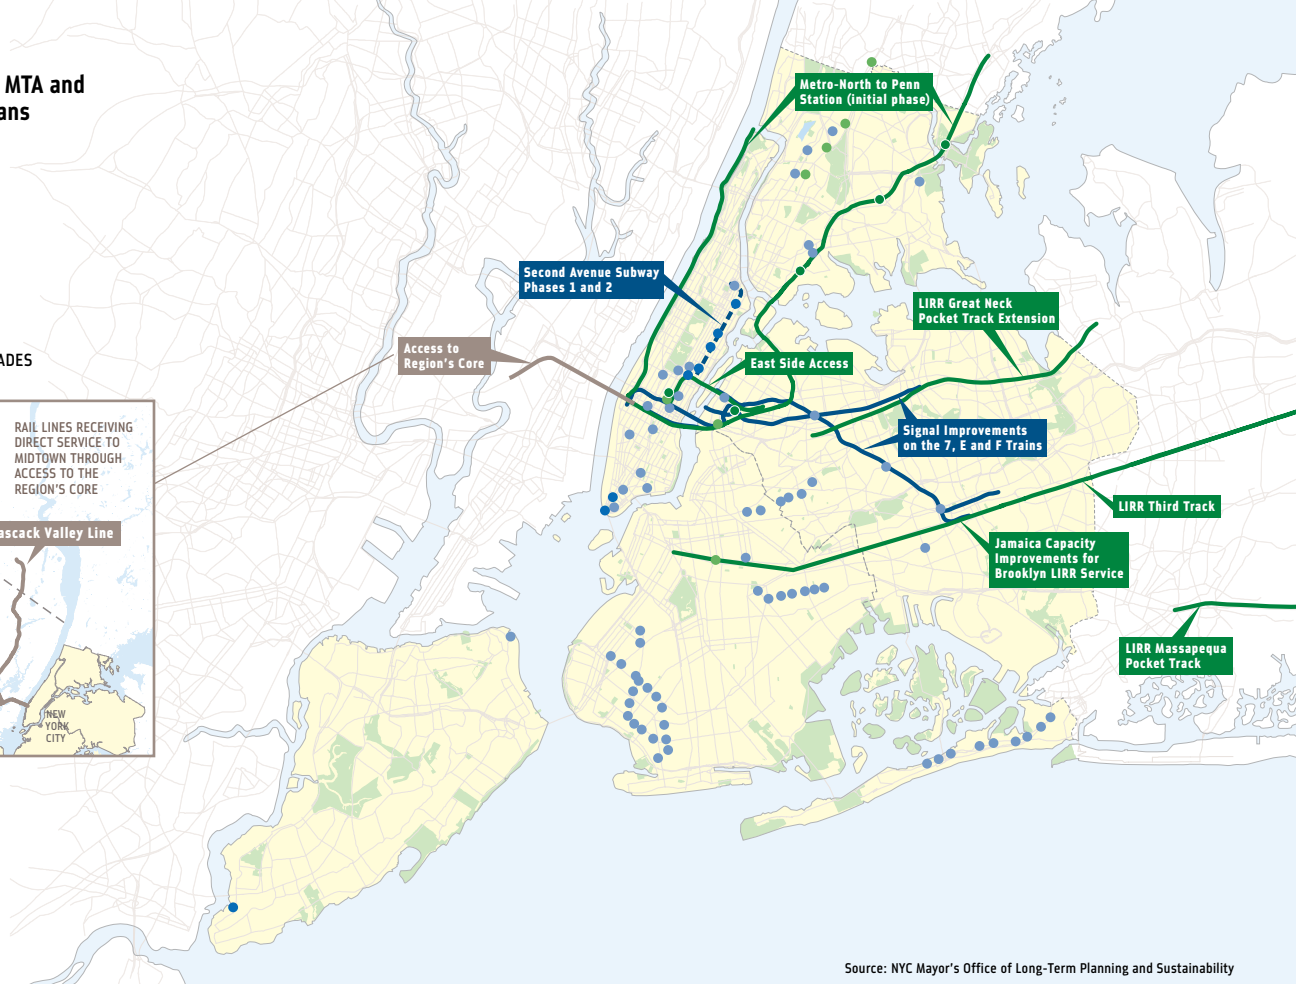 MTA and
ans
Metro-North to Penn
Station (initial phase)
Second Avenue Subway
Phases 1 and 2
LIRR Great Neck
Pocket Track Extension
Access to
Region's Core
East Side Access
ADES
RAIL LINES RECEIVING
DIRECT SERVICE TO
MIDTOWN THROUGH
ACCESS TO THE
REGION'S CORE
Signal Improvements
on the 7, E and F Trains
LIRR Third Track
ascack Valley Line
Jamaica Capacity
Improvements for
Brooklyn LIRR Service
LIRR Massapequa
Pocket Track
NEW
YORK
CITY
Source: NYC Mayor's Office of Long-Term Planning and Sustainability